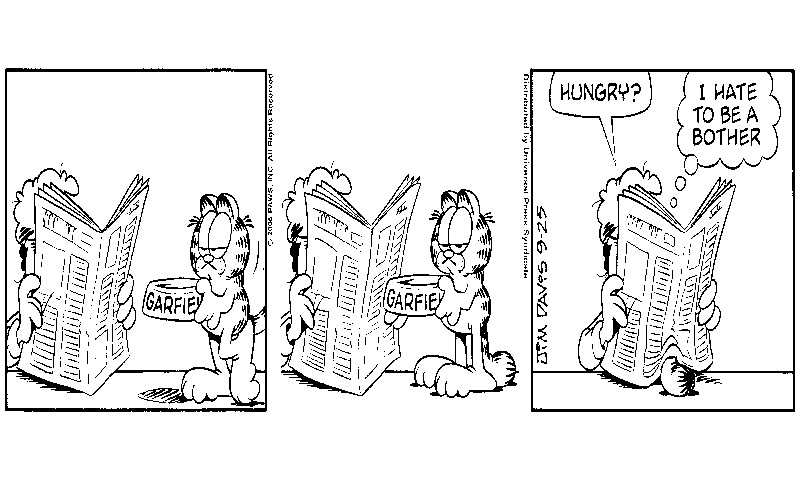 GARFIE
© 2006 PAWS, INC. All Rights Reserved
GARFIE
Distributed by Universal Press Syndicate
JIM DAVIS 9-25
HUNGRY?
I HATE
TO BE A
BOTHER